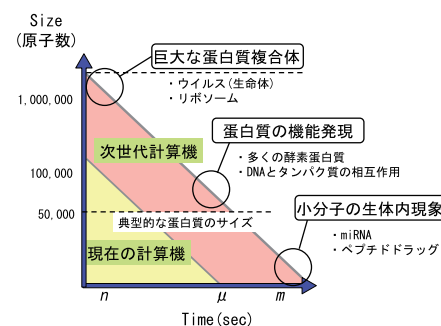 Size
(原子数)
巨大な蛋白質複合体
・ウイルス(生命体)
・リボソーム
1,000,000
蛋白質の機能発現
次世代計算機
・多くの酵素蛋白質
・DNAとタンパク質の相互作用
100,000
小分子の生体内現象
50,000
典型的な蛋白質のサイズ
・miRNA
・ペプチドドラッグ
現在の計算機
n
μ
m
Time(sec)